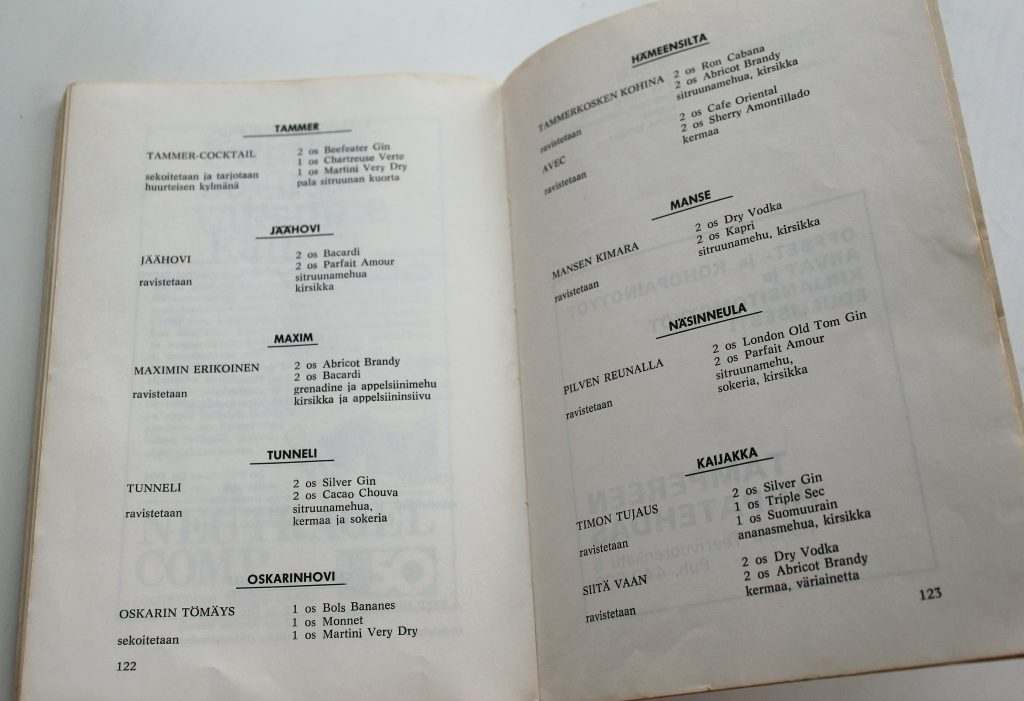 TAMMER
TAMMER-COCKTAIL
sekoitetaan ja tarjotaan
huurteisen kylmänä
2 os Beefeater Gin
1 os Chartreuse Verte
1 os Martini Very Dry
pala sitruunan kuorta
JÄÄHOVI
JÄÄHOVI
ravistetaan
2 os Bacardi
2 os Parfait Amour
sitruunamehua
kirsikka
MAXIM
MAXIMIN ERIKOINEN
ravistetaan
2 os Abricot Brandy
2 os Bacardi
grenadine ja appelsiinimehu
kirsikka ja appelsiininsiivu
TUNNELI
TUNNELI
ravistetaan
2 os Silver Gin
2 os Cacao Chouva
sitruunamehua,
kermaa ja sokeria
OSKARINHOVI
OSKARIN TÖMÄYS
sekoitetaan
1 os Bols Bananes
1 os Monnet
1 os Martini Very Dry
122
HÄMEENSILTA
TAMMERKOSKEN KOHINA
ravistetaan
2 os Ron Cabana
2 os Abricot Brandy
sitruunamehua, kirsikka
AVEC
ravistetaan
2 os Cafe Oriental
2 os Sherry Amontillado
kermaa
MANSE
MANSEN KIMARA
ravistetaan
2 os Dry Vodka
2 os Kapri
sitruunamehu, kirsikka
NÄSINNEULA
PILVEN REUNALLA
ravistetaan
2 os London Old Tom Gin
2 os Parfait Amour
sitruunamehu,
sokeria, kirsikka
KAIJAKKA
TIMON TUJAUS
ravistetaan
2 os Silver Gin
1 os Triple Sec
1 os Suomuurain
ananasmehua, kirsikka
SIITÄ VAAN
ravistetaan
2 os Dry Vodka
2 os Abricot Brandy
kermaa, väriainetta
123